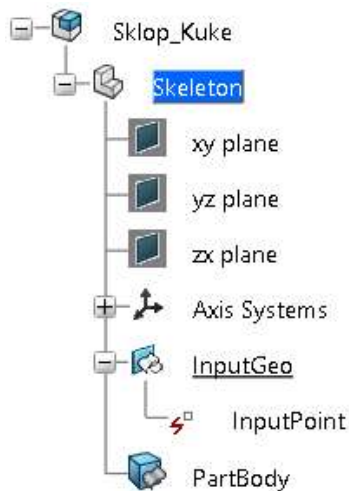 Sklop_Kuke
Skeleton
xy plane
yz plane
zx plane
Axis Systems
InputGeo
InputPoint
PartBody